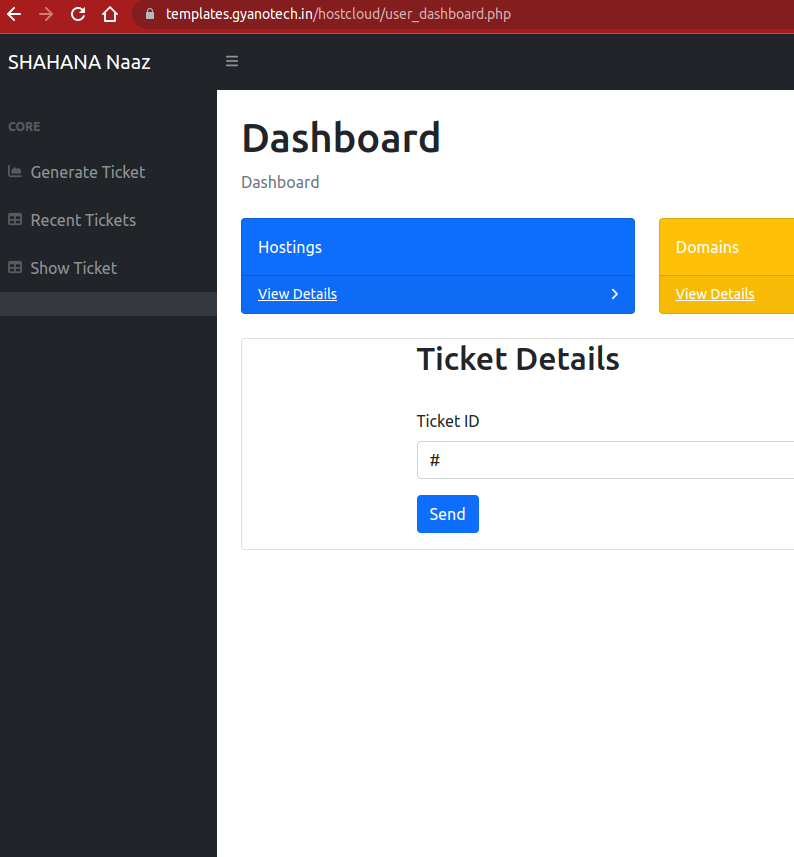 templates.gyanotech.in/hostcloud/user_dashboard.php
SHAHANA Naaz
CORE
Generate Ticket
Recent Tickets
Show Ticket
Dashboard
Dashboard
Hostings
View Details
Domains
View Details
Ticket Details
Ticket ID
#
Send